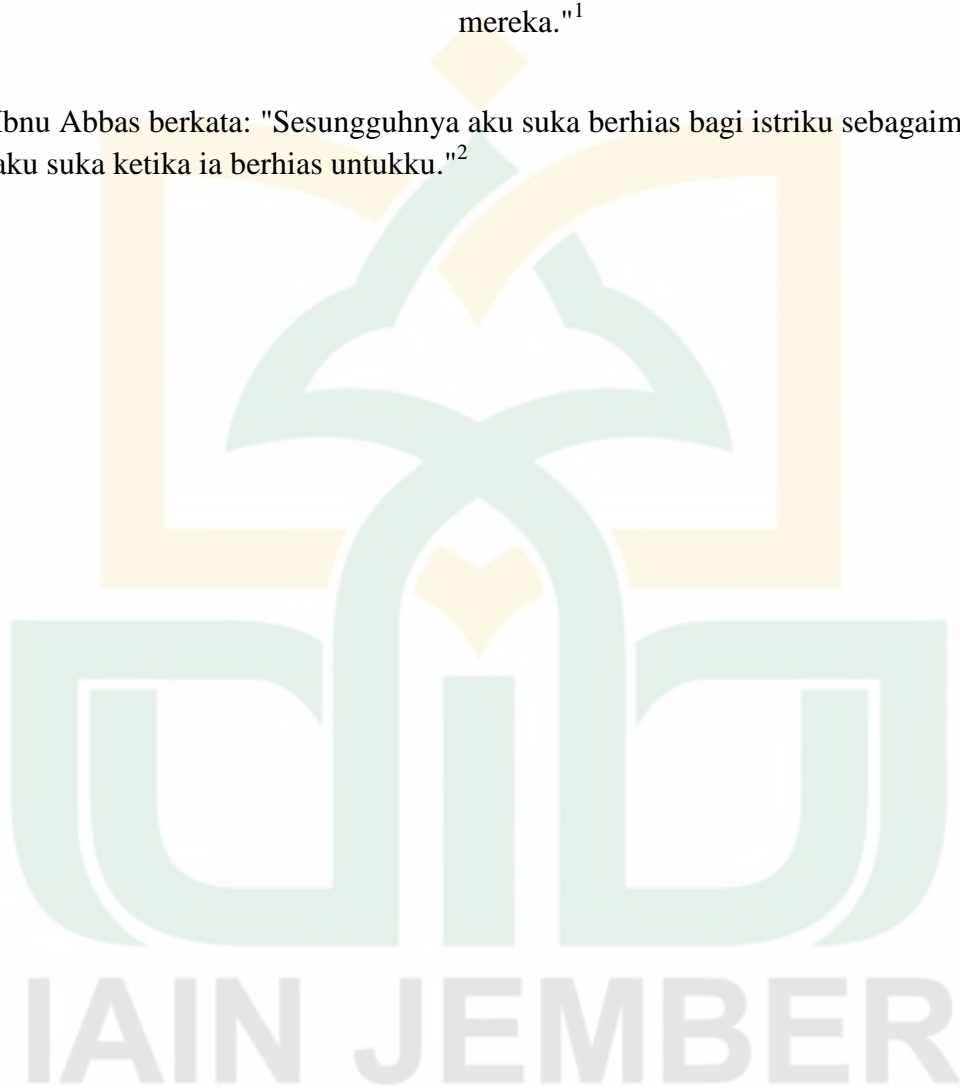 mereka."1
Ibnu Abbas berkata: "Sesungguhnya aku suka berhias bagi istriku sebagaim
aku suka ketika ia berhias untukku."2
IAIN JEMBER